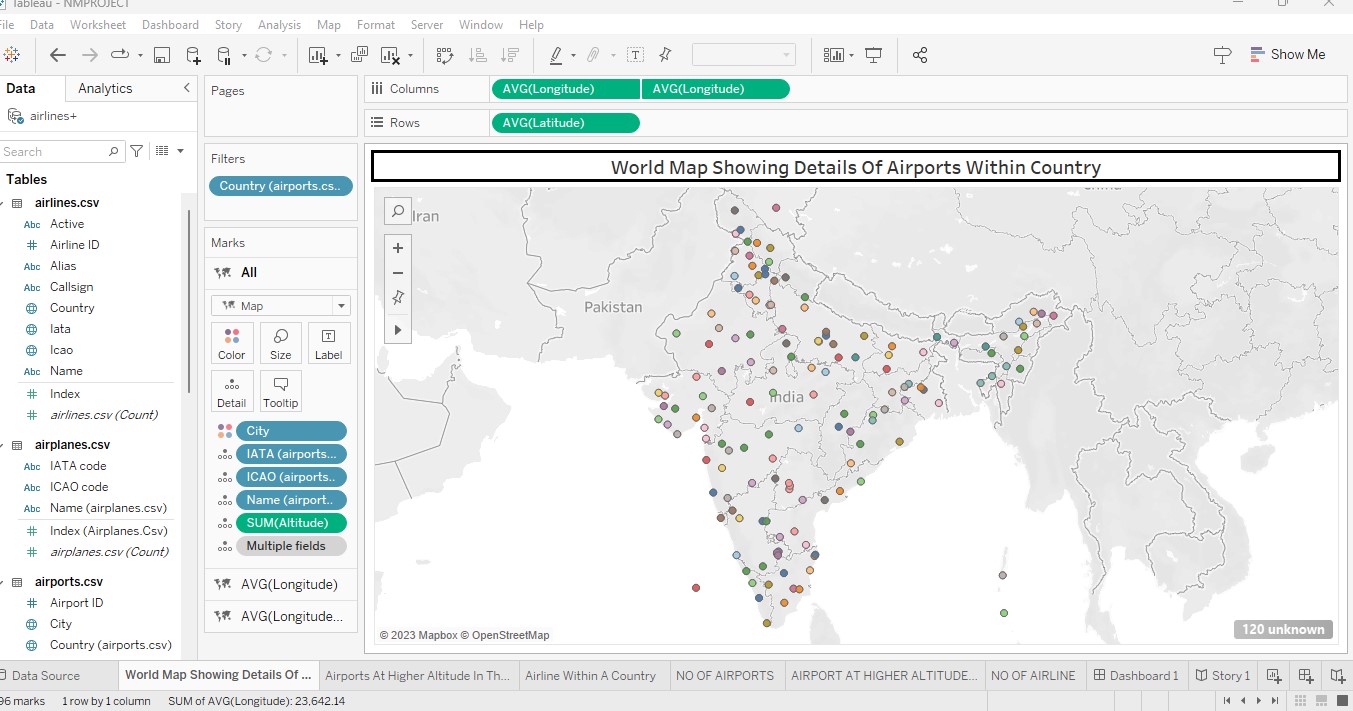 Tableau - NMPROJECT
File Data Worksheet Dashboard Story Analysis Map Format Server Window Help
Show Me
Data Analytics
airlines+
Search
Tables
airlines.csv
Abc Active
# Airline ID
Abc Alias
Abc Callsign
Country
Iata
Icao
Abc Name
# Index
# airlines.csv (Count)
airplanes.csv
Abc IATA code
Abc ICAO code
Abc Name (airplanes.csv)
# Index (Airplanes.Csv)
# airplanes.csv (Count)
airports.csv
# Airport ID
City
Country (airports.csv)
Pages
Filters
Country (airports.cs..
Marks
All
Map
Color Size T Label
Detail Tooltip
City
IATA (airports...
ICAO (airports..
Name (airport..
SUM(Altitude)
Multiple fields
AVG(Longitude)
AVG(Longitude...
Columns AVG(Longitude) AVG(Longitude)
Rows AVG(Latitude)
World Map Showing Details Of Airports Within Country
Iran
China
Pakistan
India
© 2023 Mapbox © OpenStreetMap
120 unknown
Data Source World Map Showing Details Of ... Airports At Higher Altitude In Th... Airline Within A Country NO OF AIRPORTS AIRPORT AT HIGHER ALTITUDE... NO OF AIRLINE Dashboard 1 Story 1
96 marks 1 row by 1 column SUM of AVG(Longitude): 23,642.14